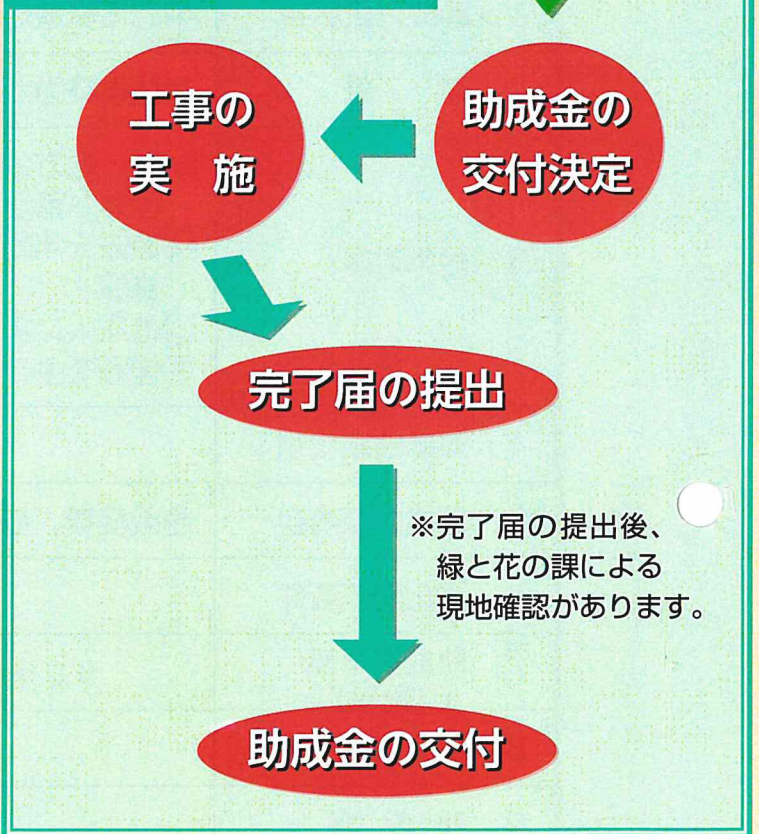 助成金の
交付決定
工事の
実　施
完了届の提出
※完了届の提出後、
緑と花の課による
現地確認があります。
助成金の交付